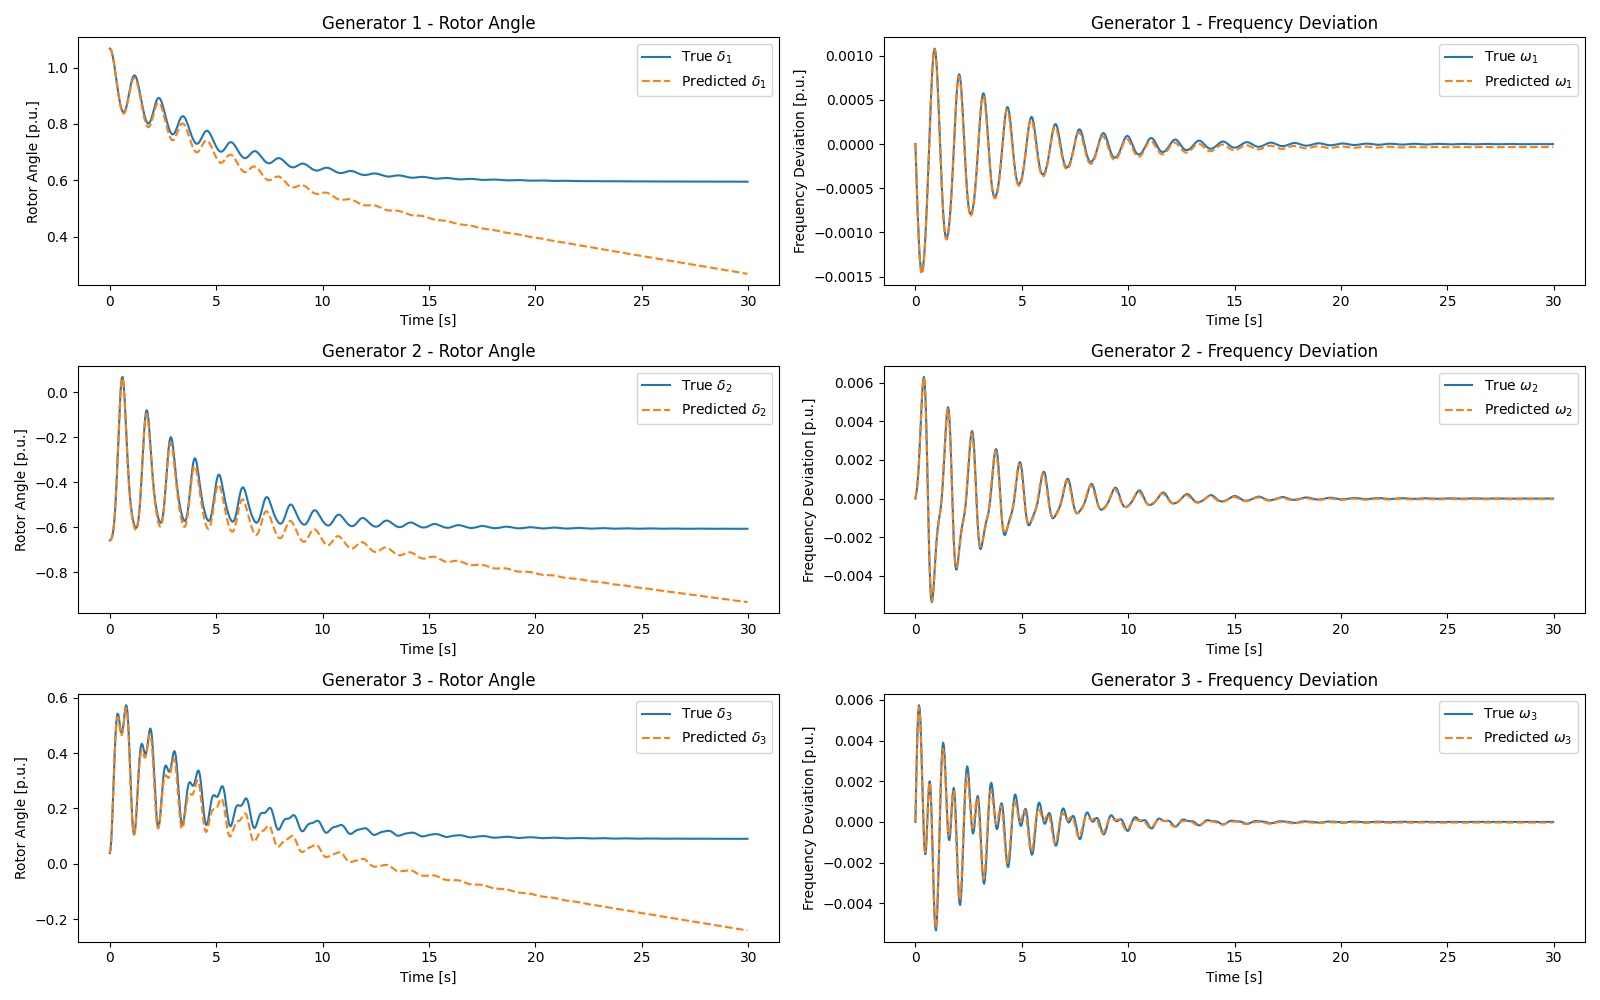 Generator 1 - Rotor Angle
Rotor Angle [p.u.]
1.0
0.8
0.6
0.4
True δ₁
Predicted δ₁
0 5 10 15 20 25 30
Time [s]
Generator 1 - Frequency Deviation
Frequency Deviation [p.u.]
0.0010
0.0005
0.0000
−0.0005
−0.0010
−0.0015
True ω₁
Predicted ω₁
0 5 10 15 20 25 30
Time [s]
Generator 2 - Rotor Angle
Rotor Angle [p.u.]
0.0
−0.2
−0.4
−0.6
−0.8
True δ₂
Predicted δ₂
0 5 10 15 20 25 30
Time [s]
Generator 2 - Frequency Deviation
Frequency Deviation [p.u.]
0.006
0.004
0.002
0.000
−0.002
−0.004
True ω₂
Predicted ω₂
0 5 10 15 20 25 30
Time [s]
Generator 3 - Rotor Angle
Rotor Angle [p.u.]
0.6
0.4
0.2
0.0
−0.2
True δ₃
Predicted δ₃
0 5 10 15 20 25 30
Time [s]
Generator 3 - Frequency Deviation
Frequency Deviation [p.u.]
0.006
0.004
0.002
0.000
−0.002
−0.004
True ω₃
Predicted ω₃
0 5 10 15 20 25 30
Time [s]